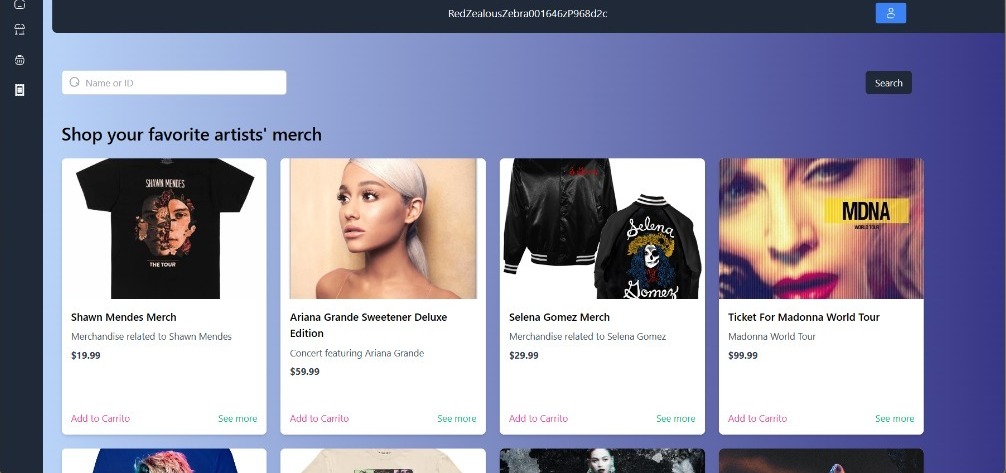 RedZealousZebra001646zP968d2c
Name or ID
Search
Shop your favorite artists' merch
SHAWN MENDES
THE TOUR
Selena
Gomez
MDNA
WORLD TOUR
Shawn Mendes Merch
Merchandise related to Shawn Mendes
$19.99
Add to Carrito
See more
Ariana Grande Sweetener Deluxe
Edition
Concert featuring Ariana Grande
$59.99
Add to Carrito
See more
Selena Gomez Merch
Merchandise related to Selena Gomez
$29.99
Add to Carrito
See more
Ticket For Madonna World Tour
Madonna World Tour
$99.99
Add to Carrito
See more